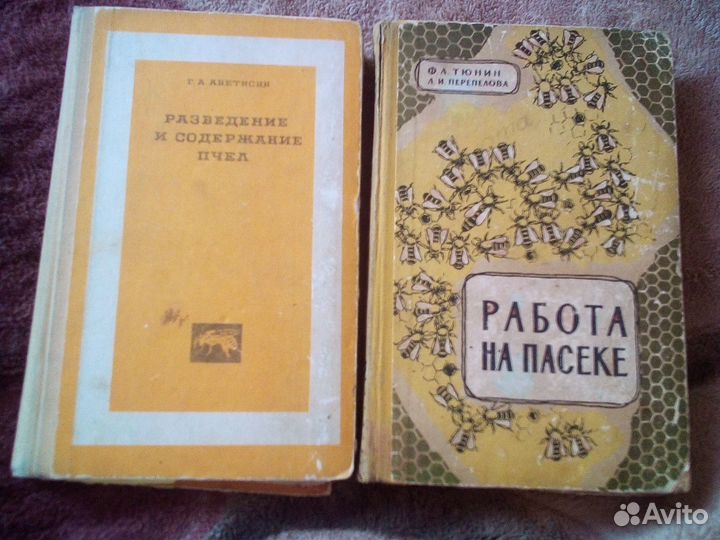 Г. А. АВЕТИСЯН
РАЗВЕДЕНИЕ
И СОДЕРЖАНИЕ
ПЧЕЛ
Ф.А. ТЮНИН
Л.И. ПЕРЕПЕЛОВА
РАБОТА
НА ПАСЕКЕ
Avito